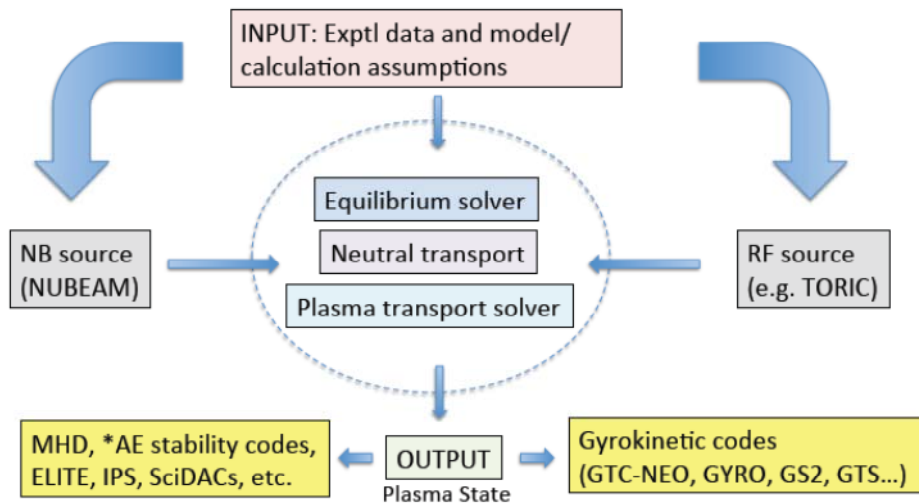 INPUT: Exptl data and model/
calculation assumptions
Equilibrium solver
Neutral transport
Plasma transport solver
NB source
(NUBEAM)
RF source
(e.g. TORIC)
MHD, *AE stability codes,
ELITE, IPS, SciDACs, etc.
OUTPUT
Plasma State
Gyrokinetic codes
(GTC-NEO, GYRO, GS2, GTS...)